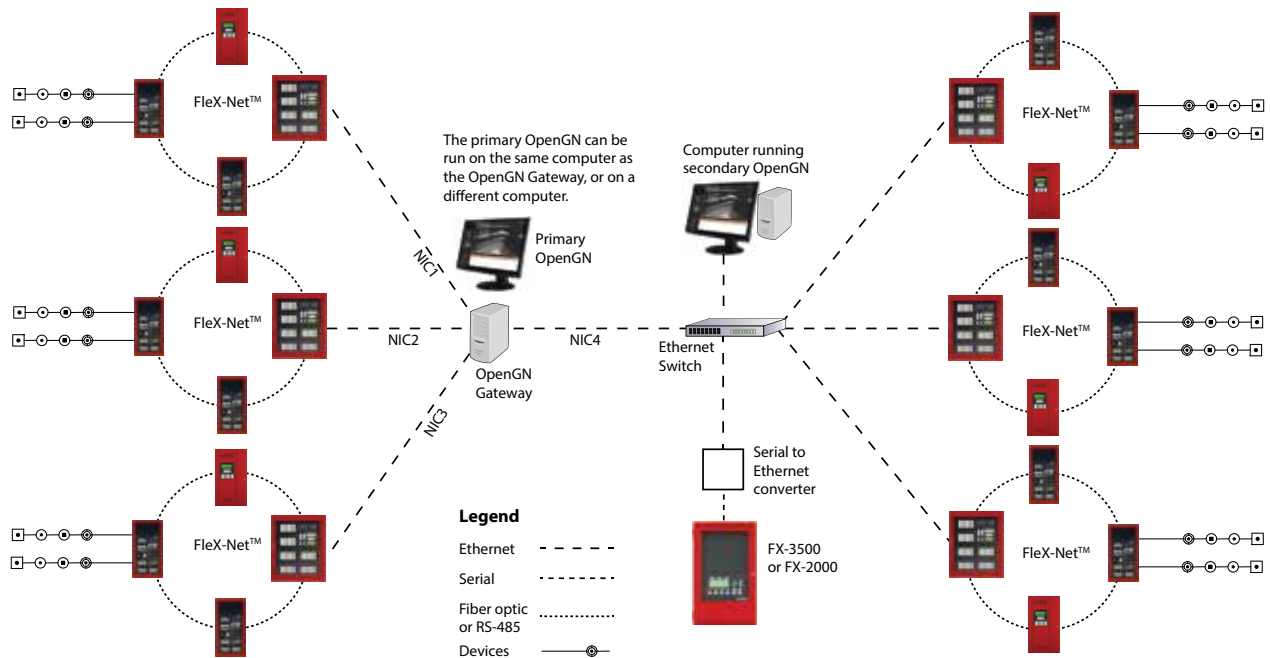 FleX-Net™
FleX-Net™
The primary OpenGN can be
run on the same computer as
the OpenGN Gateway, or on a
different computer.
Computer running
secondary OpenGN
Primary
OpenGN
NIC1
FleX-Net™
NIC2
NIC4
Ethernet
Switch
FleX-Net™
OpenGN
Gateway
NIC3
Serial to
Ethernet
converter
FleX-Net™
FleX-Net™
Legend
Ethernet
Serial
Fiber optic
or RS-485
Devices
FX-3500
or FX-2000